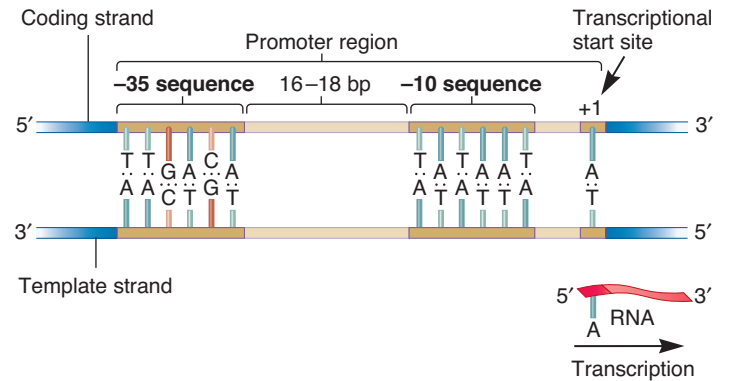 Coding strand
Transcriptional
start site
Promoter region
–35 sequence
16–18 bp
–10 sequence
+1
5′
3′
T T G A C A
A A C T G T
T A T A A T
A T A T T A
A
T
3′
5′
Template strand
5′
3′
A
RNA
Transcription